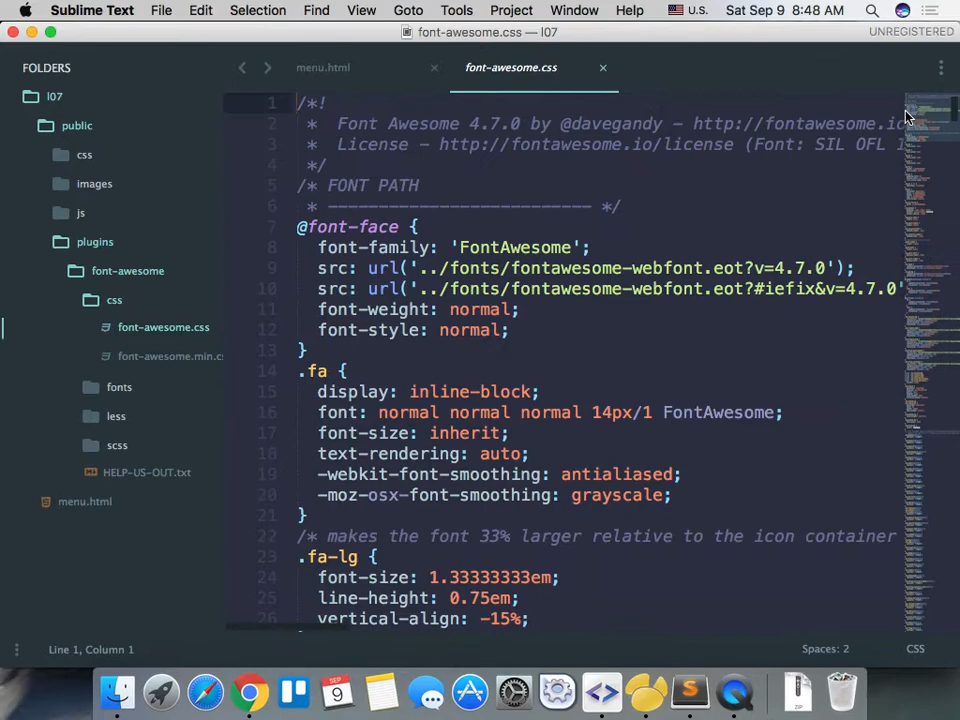 Sublime Text File Edit Selection Find View Goto Tools Project Window Help U.S. Sat Sep 9 8:48 AM
font-awesome.css — l07 UNREGISTERED
FOLDERS
l07
public
css
images
js
plugins
font-awesome
css
font-awesome.css
font-awesome.min.cs
fonts
less
scss
HELP-US-OUT.txt
menu.html
menu.html × font-awesome.css ×
1 /*!
2 * Font Awesome 4.7.0 by @davegandy - http://fontawesome.io
3 * License - http://fontawesome.io/license (Font: SIL OFL 1
4 */
5 /* FONT PATH
6 * -------------------------- */
7 @font-face {
8 font-family: 'FontAwesome';
9 src: url('../fonts/fontawesome-webfont.eot?v=4.7.0');
10 src: url('../fonts/fontawesome-webfont.eot?#iefix&v=4.7.0'
11 font-weight: normal;
12 font-style: normal;
13 }
14 .fa {
15 display: inline-block;
16 font: normal normal normal 14px/1 FontAwesome;
17 font-size: inherit;
18 text-rendering: auto;
19 -webkit-font-smoothing: antialiased;
20 -moz-osx-font-smoothing: grayscale;
21 }
22 /* makes the font 33% larger relative to the icon container
23 .fa-lg {
24 font-size: 1.33333333em;
25 line-height: 0.75em;
26 vertical-align: -15%;
Line 1, Column 1 Spaces: 2 CSS
SEP
9
ZIP